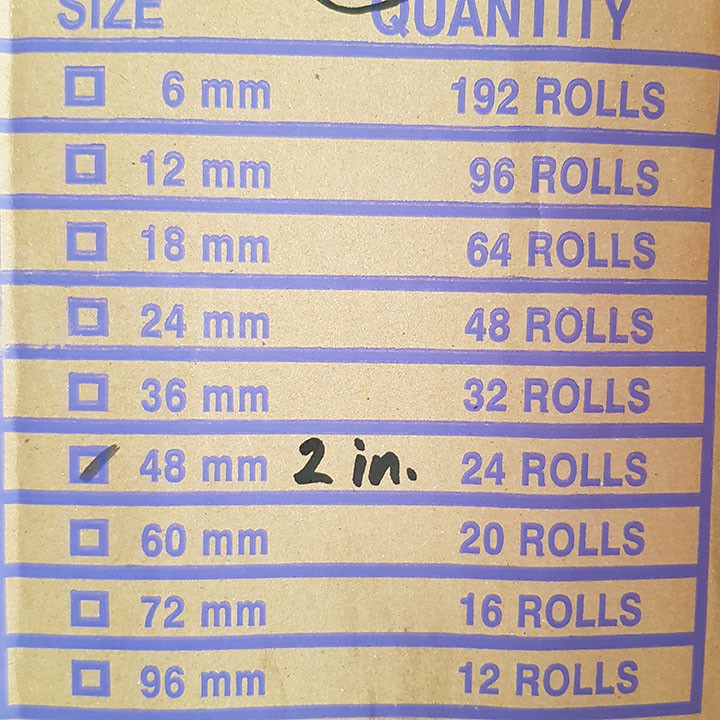 SIZE QUANTITY
6 mm 192 ROLLS
12 mm 96 ROLLS
18 mm 64 ROLLS
24 mm 48 ROLLS
36 mm 32 ROLLS
48 mm 2 in. 24 ROLLS
60 mm 20 ROLLS
72 mm 16 ROLLS
96 mm 12 ROLLS